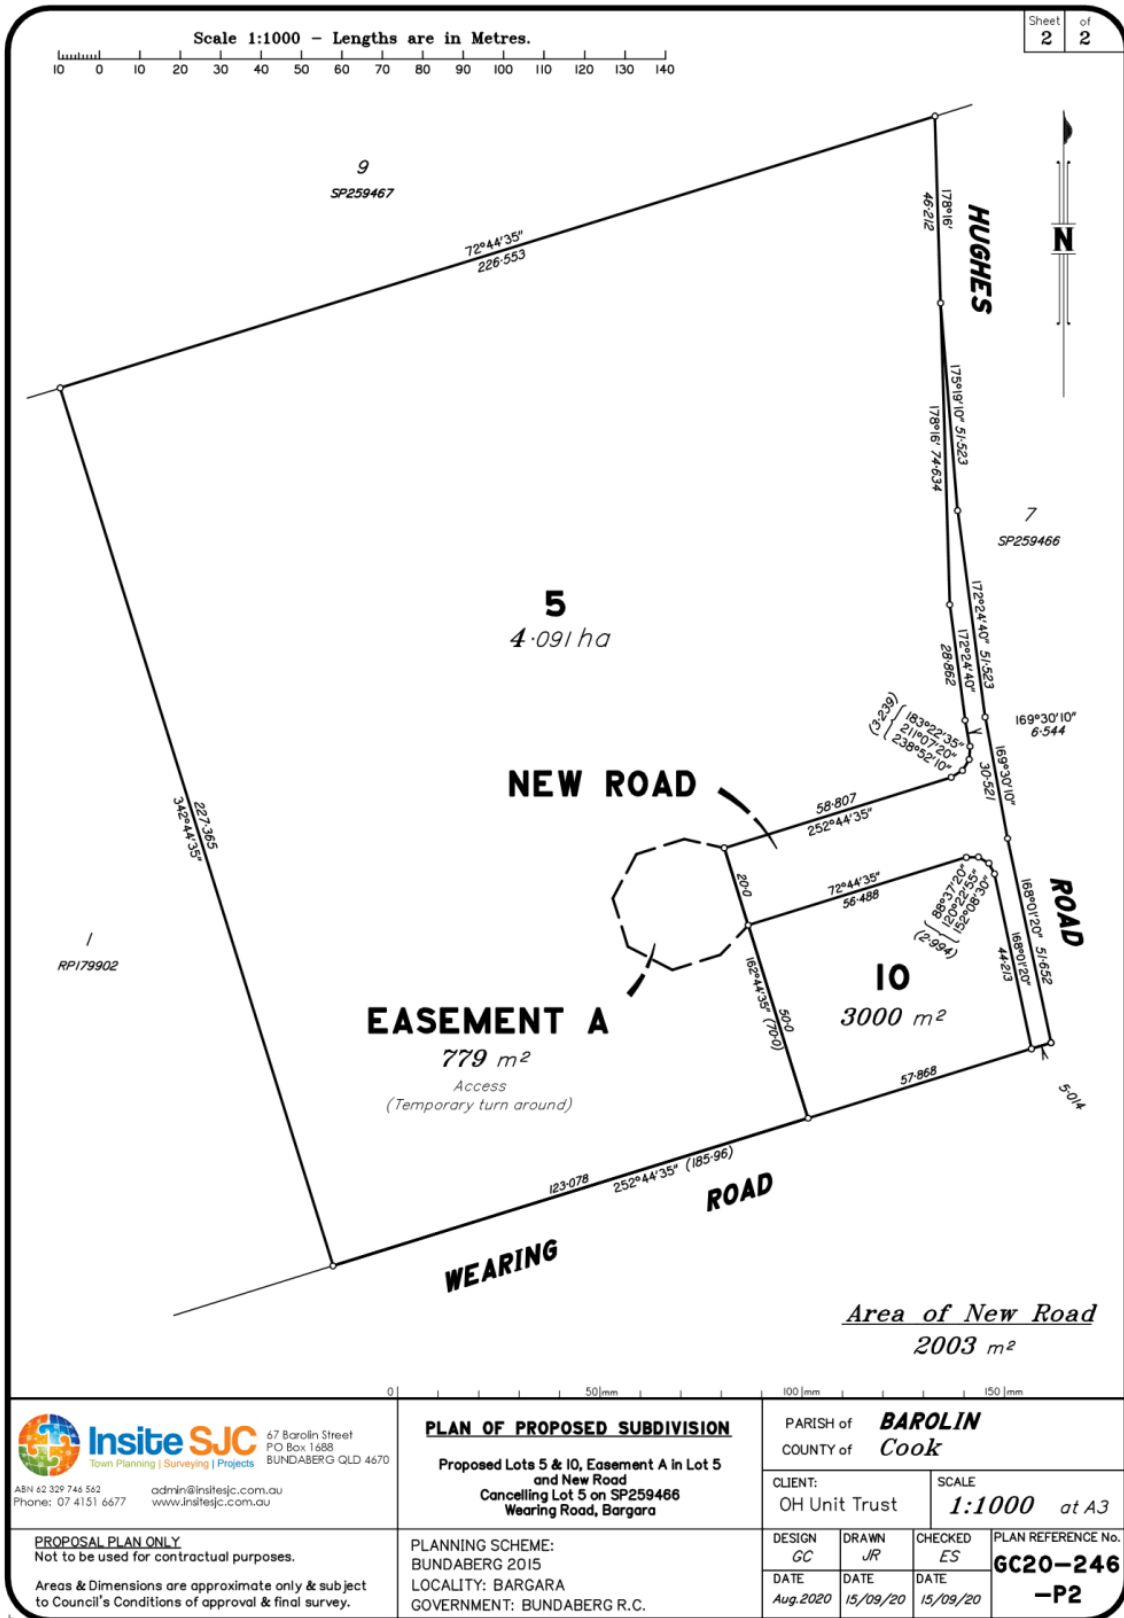 Sheet of
2 2
Scale 1:1000 – Lengths are in Metres.
10 0 10 20 30 40 50 60 70 80 90 100 110 120 130 140
9
SP259467
72°44'35"
226·553
178°16'
46·212
HUGHES
N
175°19'10" 51·523
178°16' 74·634
7
SP259466
5
4·091 ha
172°24'40" 51·523
172°24'40"
28·862
(3·239)
183°22'35"
211°07'20"
238°52'10"
169°30'10"
6·544
169°30'10"
30·521
NEW ROAD
58·807
252°44'35"
227·365
342°44'35"
20·0
72°44'35"
56·488
88°37'20"
120°22'55"
152°08'30"
(2·994)
168°01'20" 51·652
ROAD
168°01'20"
44·213
1
RP179902
10
3000 m²
50·0
162°44'35" (70·0)
EASEMENT A
779 m²
Access
(Temporary turn around)
57·868
5·014
123·078
252°44'35" (185·96)
ROAD
WEARING
Area of New Road
2003 m²
0 50mm 100mm 150mm
Insite SJC
Town Planning | Surveying | Projects
67 Barolin Street
PO Box 1688
BUNDABERG QLD 4670
ABN 62 329 746 562
Phone: 07 4151 6677
admin@insitesjc.com.au
www.insitesjc.com.au
PROPOSAL PLAN ONLY
Not to be used for contractual purposes.
Areas & Dimensions are approximate only & subject
to Council's Conditions of approval & final survey.
PLAN OF PROPOSED SUBDIVISION
Proposed Lots 5 & 10, Easement A in Lot 5
and New Road
Cancelling Lot 5 on SP259466
Wearing Road, Bargara
PLANNING SCHEME:
BUNDABERG 2015
LOCALITY: BARGARA
GOVERNMENT: BUNDABERG R.C.
PARISH of BAROLIN
COUNTY of Cook
CLIENT:
OH Unit Trust
SCALE
1:1000 at A3
DESIGN
GC
DRAWN
JR
CHECKED
ES
DATE
Aug.2020
DATE
15/09/20
DATE
15/09/20
PLAN REFERENCE No.
GC20–246
–P2